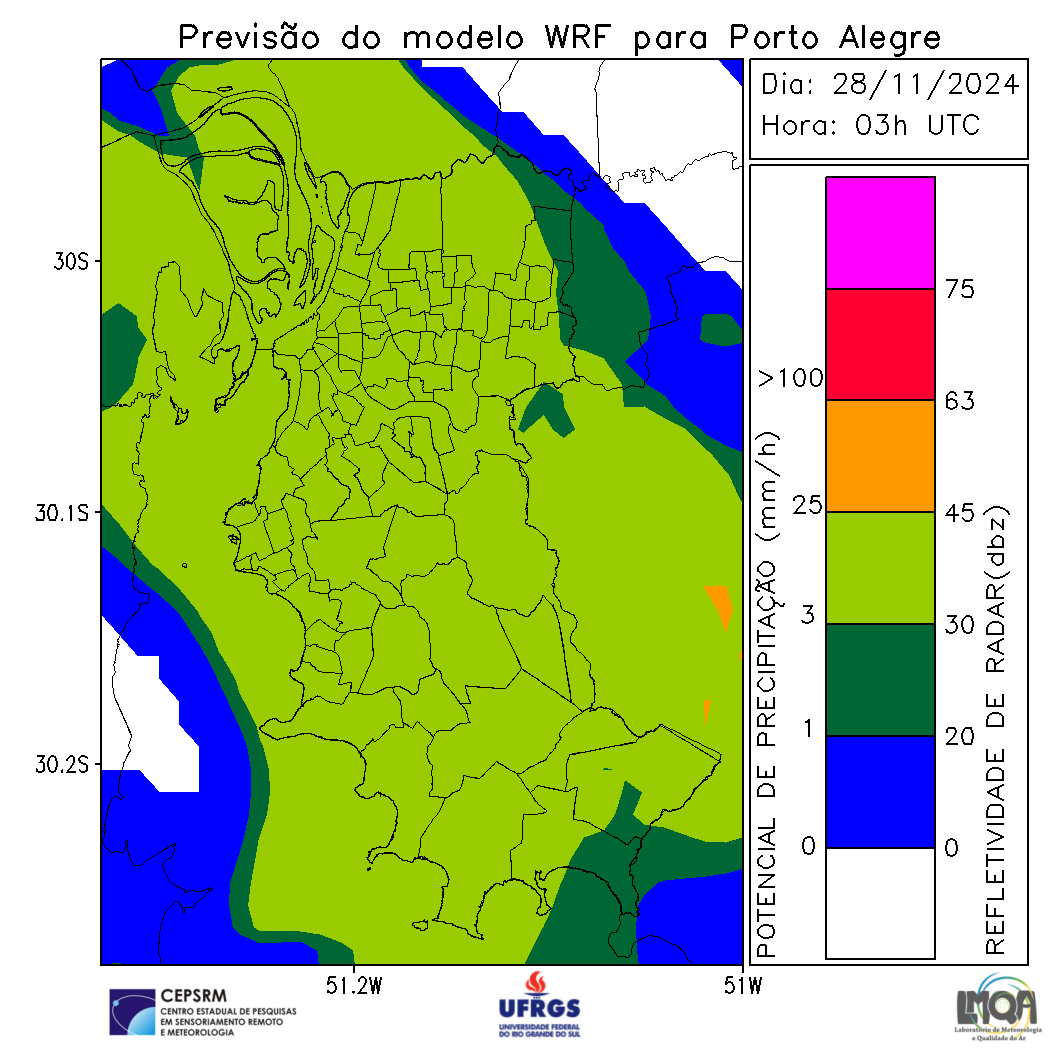 Previsão do modelo WRF para Porto Alegre
Dia: 28/11/2024
Hora: 03h UTC
30S
30.1S
30.2S
51.2W
51W
POTENCIAL DE PRECIPITAÇÃO (mm/h)
>100
25
3
1
0
75
63
45
30
20
0
REFLETIVIDADE DE RADAR(dbz)
CEPSRM
CENTRO ESTADUAL DE PESQUISAS
EM SENSORIAMENTO REMOTO
E METEOROLOGIA
UFRGS
UNIVERSIDADE FEDERAL
DO RIO GRANDE DO SUL
LMQA
Laboratório de Meteorologia
e Qualidade do Ar